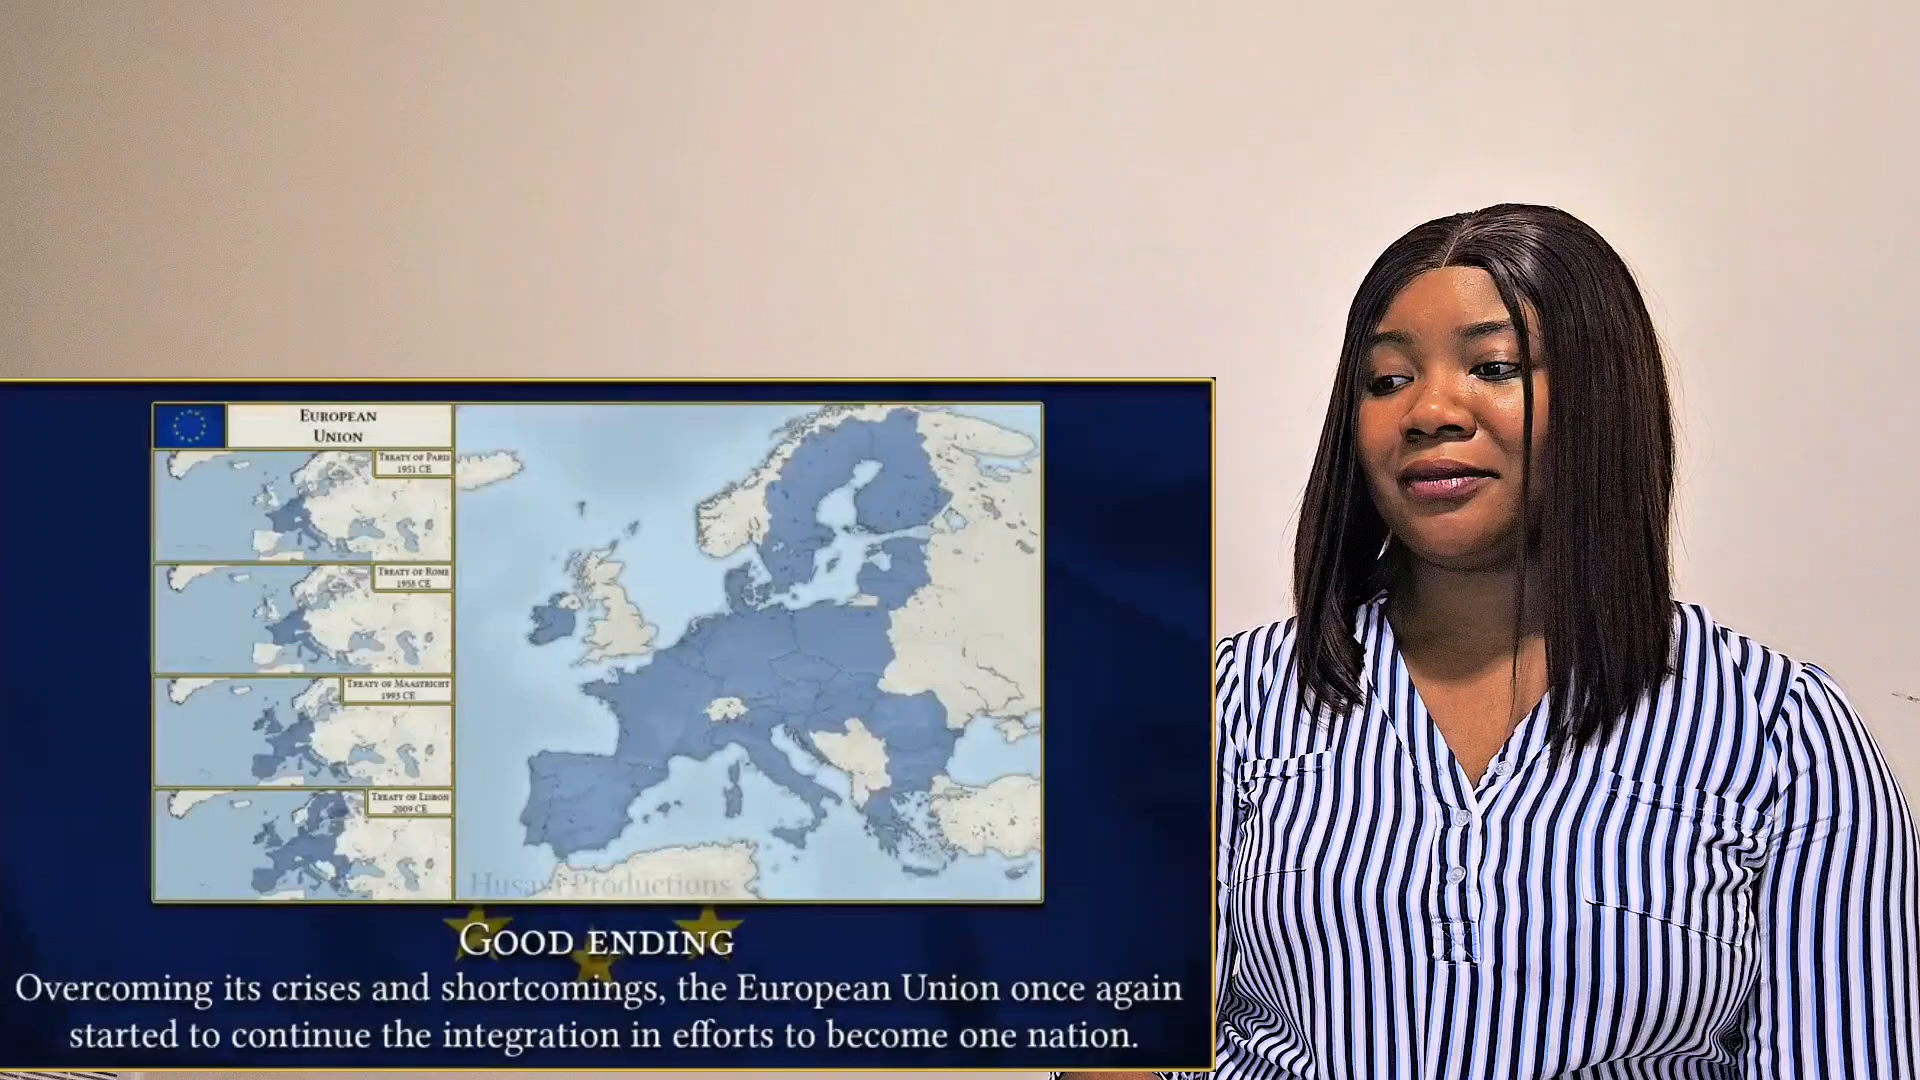 European
Union
Treaty of Paris
1951 CE
Treaty of Rome
1958 CE
Treaty of Maastricht
1993 CE
Treaty of Lisbon
2009 CE
Husavi Productions
Good ending
Overcoming its crises and shortcomings, the European Union once again
started to continue the integration in efforts to become one nation.